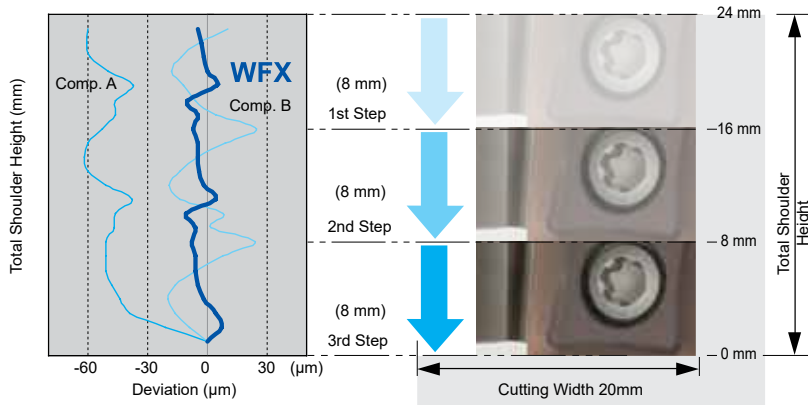 Total Shoulder Height (mm)
Comp. A
WFX
Comp. B
-60
-30
0
30
(µm)
Deviation (µm)
(8 mm)
1st Step
(8 mm)
2nd Step
(8 mm)
3rd Step
24 mm
16 mm
8 mm
0 mm
Total Shoulder
Height
Cutting Width 20mm